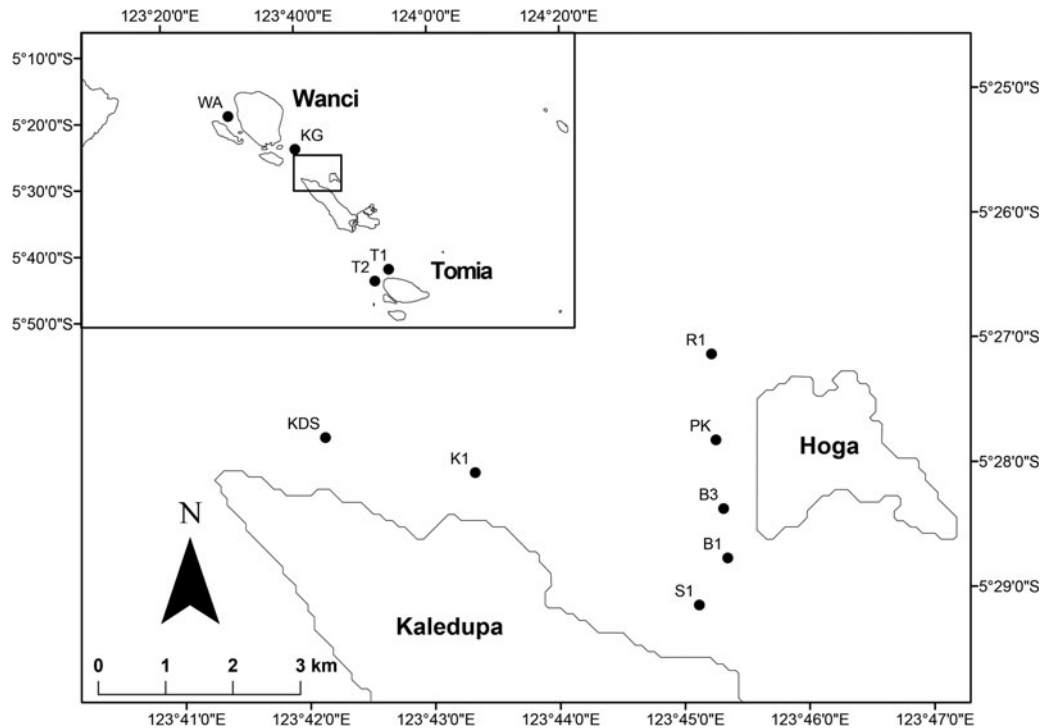 123°20'0"E 123°40'0"E 124°0'0"E 124°20'0"E
5°10'0"S
5°20'0"S
5°30'0"S
5°40'0"S
5°50'0"S
WA
Wanci
KG
T1
T2
Tomia
5°25'0"S
5°26'0"S
5°27'0"S
5°28'0"S
5°29'0"S
R1
KDS
PK
Hoga
K1
B3
B1
S1
N
Kaledupa
0 1 2 3 km
123°41'0"E 123°42'0"E 123°43'0"E 123°44'0"E 123°45'0"E 123°46'0"E 123°47'0"E